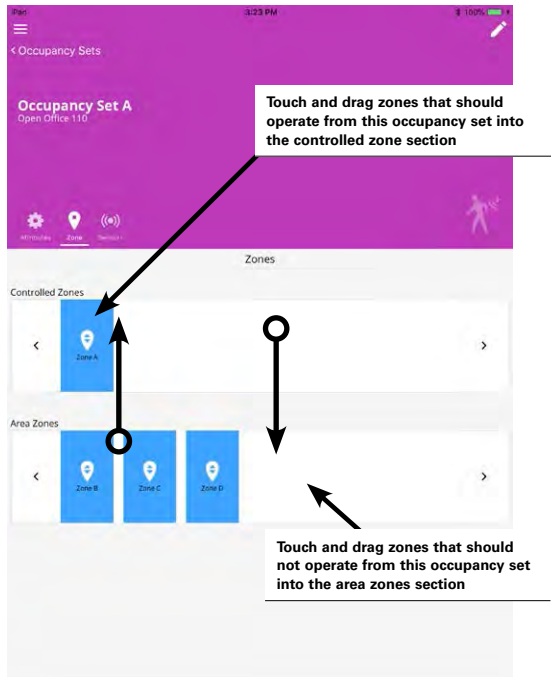 iPad 3:23 PM 100%
Occupancy Sets
Occupancy Set A
Open Office 110
Touch and drag zones that should
operate from this occupancy set into
the controlled zone section
Attributes Zone Sensors
Zones
Controlled Zones
Zone A
Area Zones
Zone B Zone C Zone D
Touch and drag zones that should
not operate from this occupancy set
into the area zones section